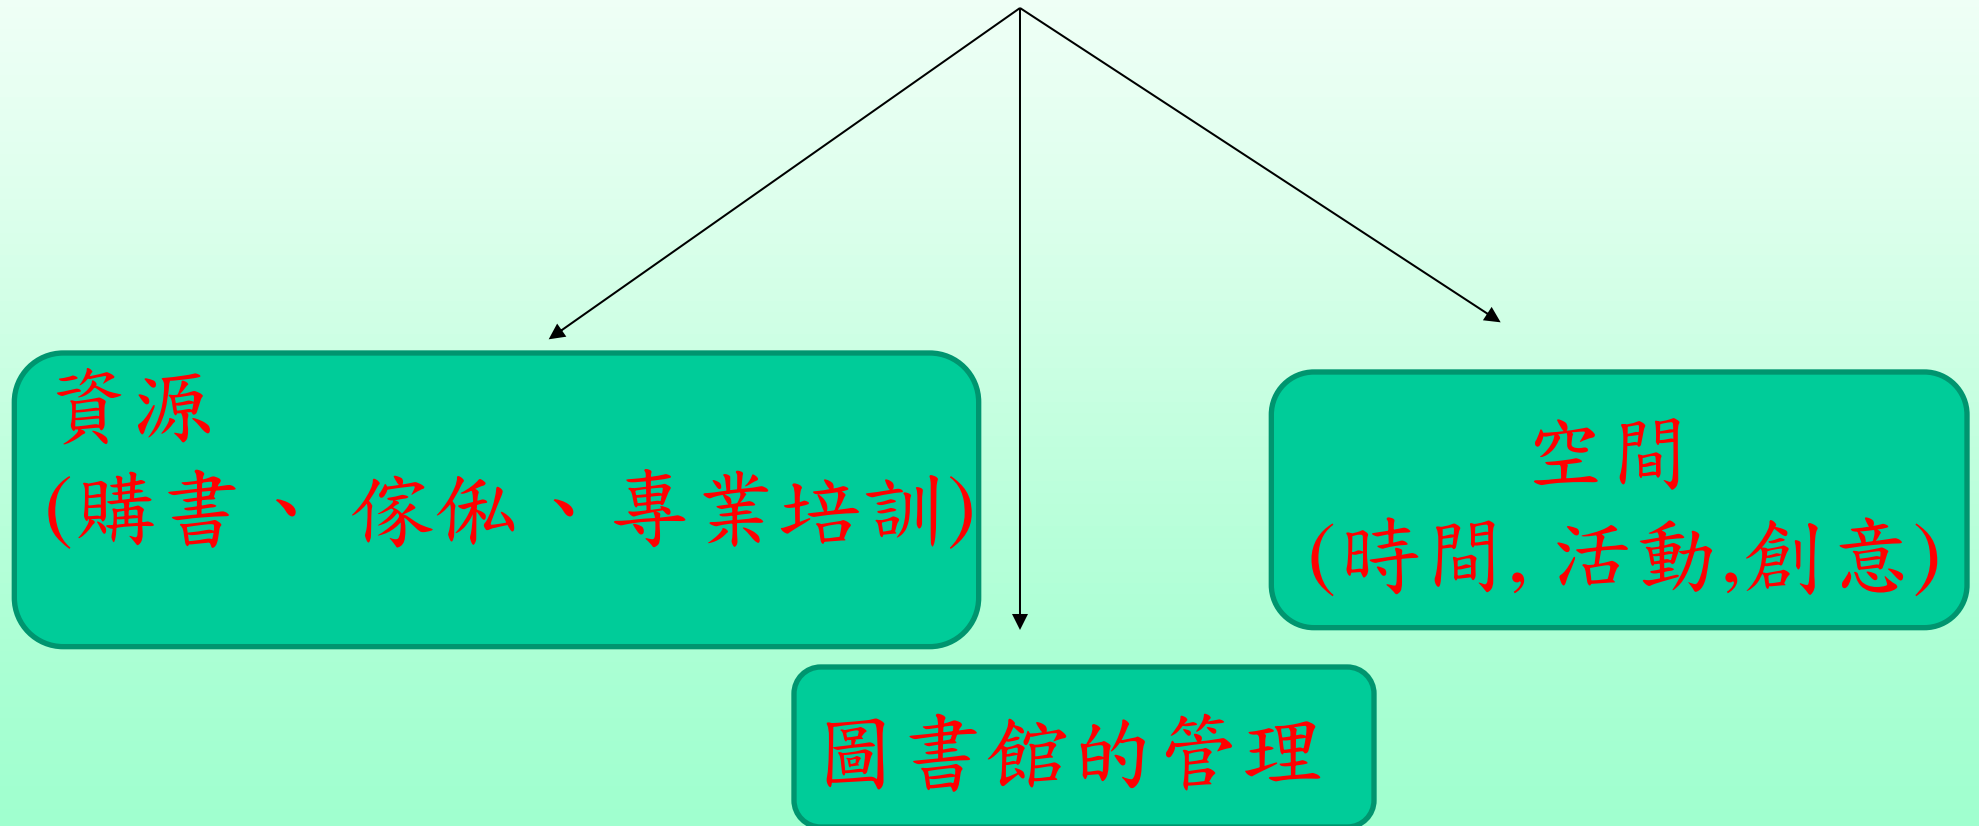 資源
(購書、 傢俬、專業培訓)
空間
(時間,活動,創意)
圖書館的管理